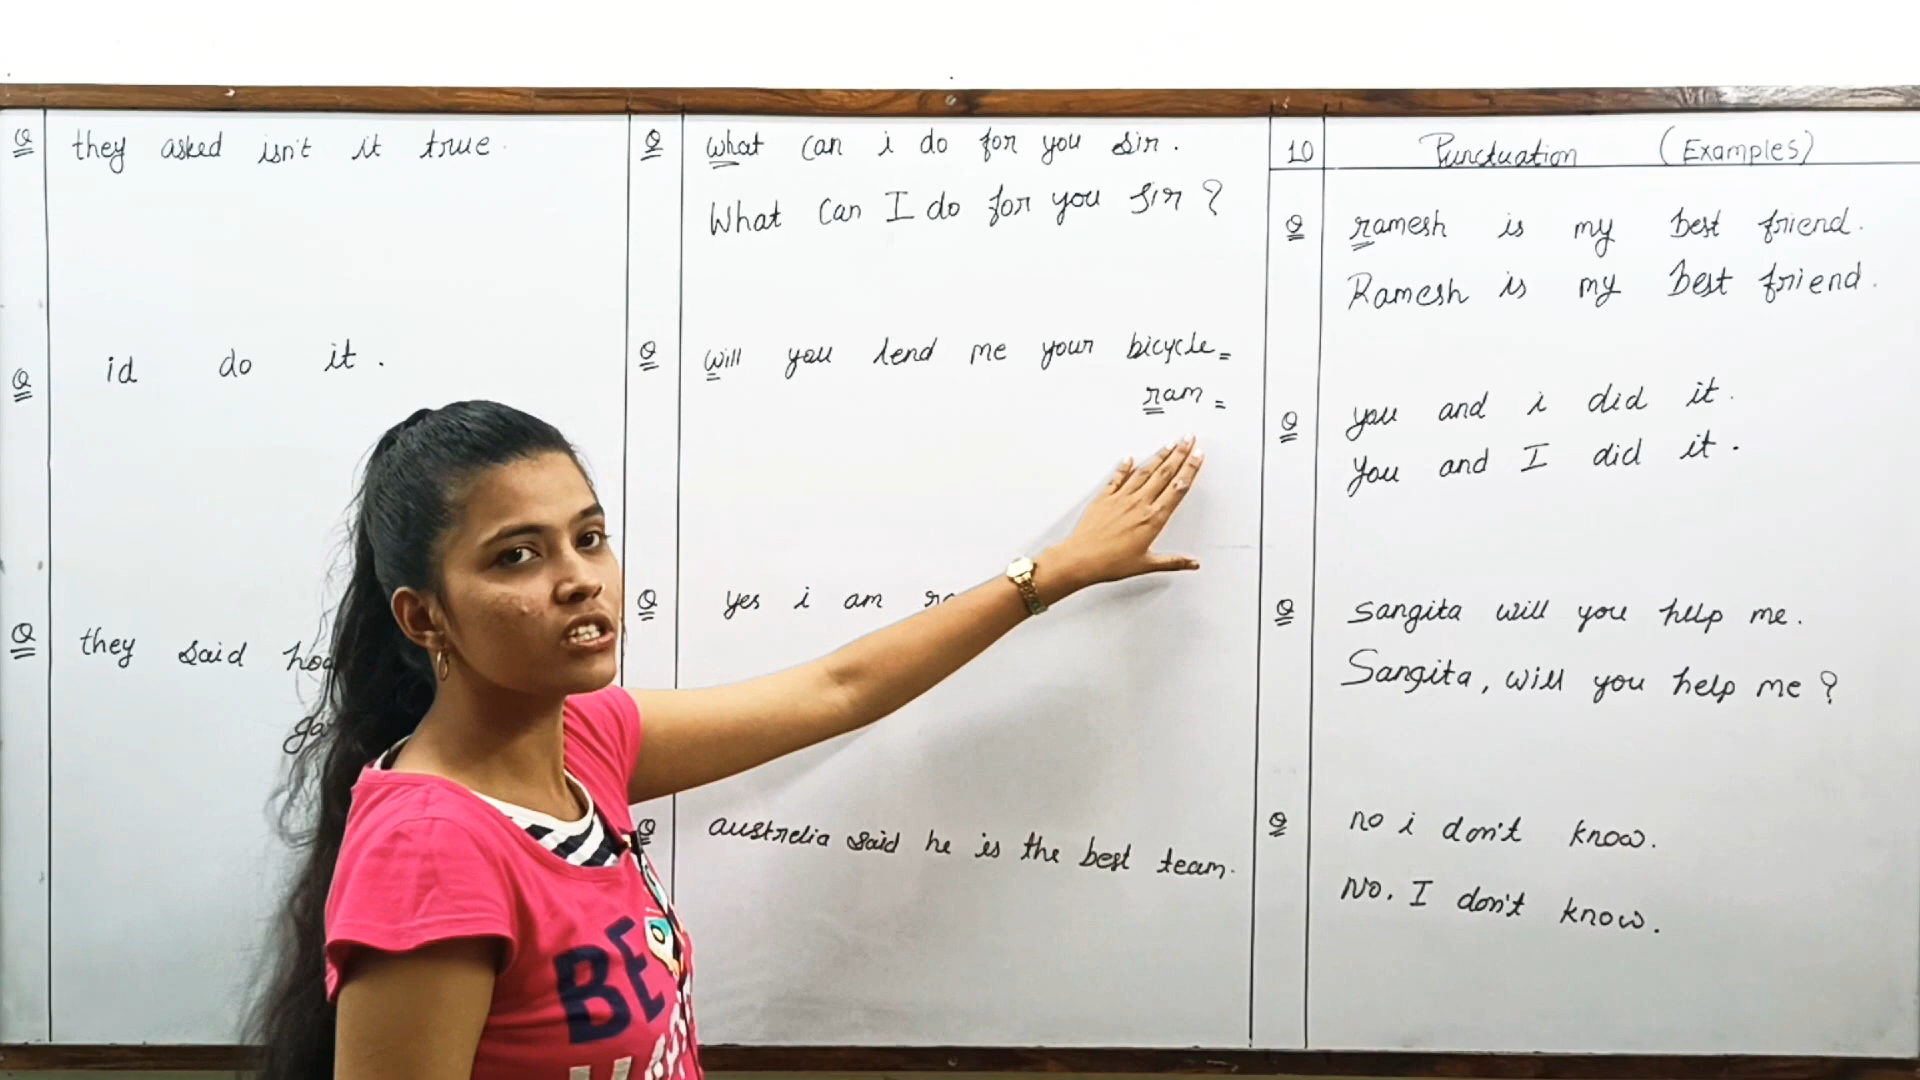 Q they asked isn't it true.
Q id do it.
Q they said
Q what can i do for you sir.
What can I do for you sir?
Q will you lend me your bicycle
ram
Q yes i am
Q australia said he is the best team.
10 Punctuation (Examples)
Q ramesh is my best friend.
Ramesh is my best friend.
Q you and i did it.
You and I did it.
Q sangita will you help me.
Sangita, will you help me?
Q no i don't know.
No. I don't know.
BE